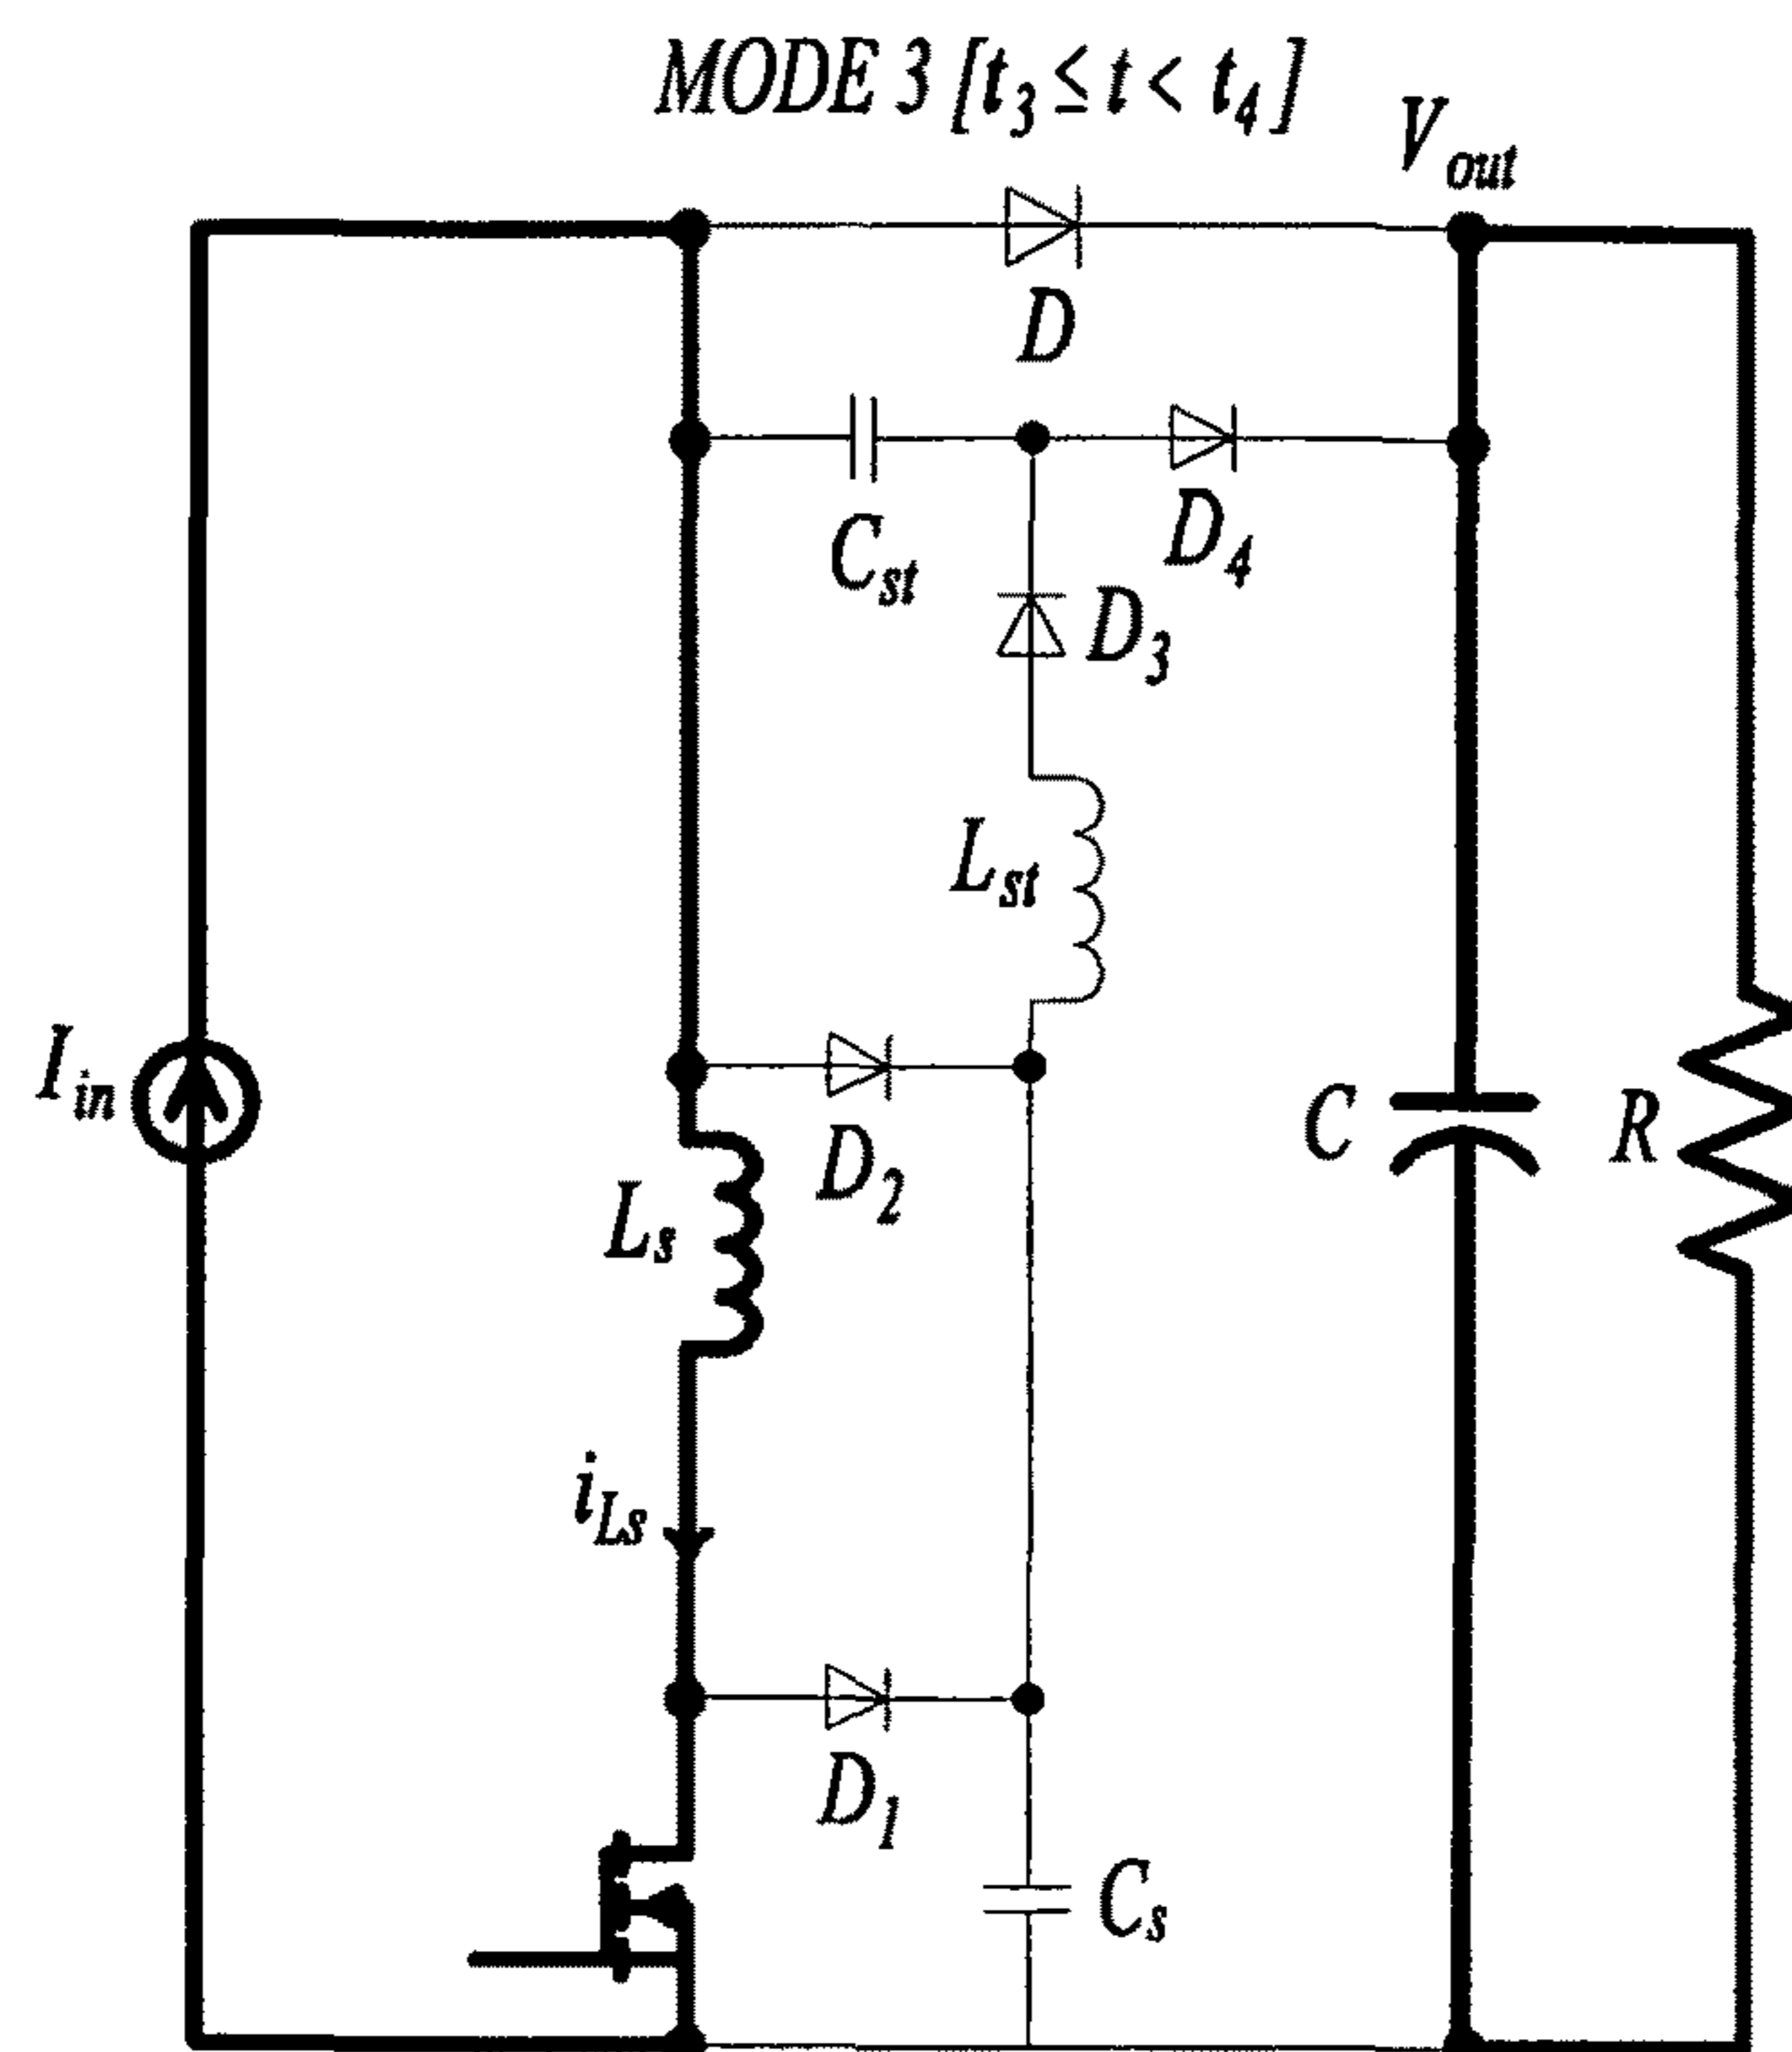 MODE 3 [t3 ≤ t < t4]
Vout
D
Cst
D4
D3
Lst
Iin
D2
C
R
Ls
iLs
D1
Cs